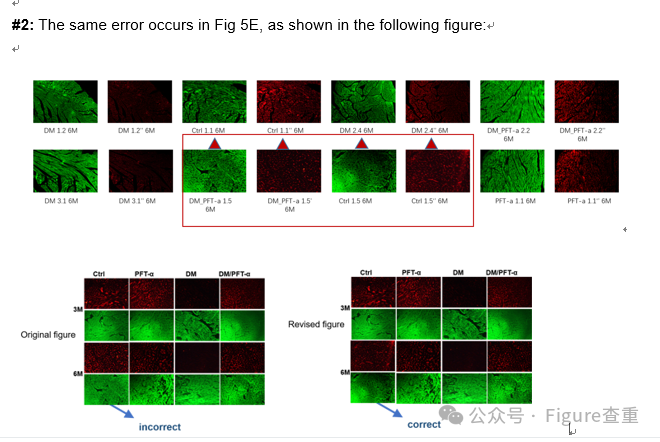 #2: The same error occurs in Fig 5E, as shown in the following figure:
DM 1.2 6M DM 1.2'' 6M Ctrl 1.1 6M Ctrl 1.1'' 6M DM 2.4 6M DM 2.4'' 6M DM_PFT-a 2.2 DM_PFT-a 2.2''
6M 6M
DM 3.1 6M DM 3.1'' 6M DM_PFT-a 1.5 DM_PFT-a 1.5' Ctrl 1.5 6M Ctrl 1.5'' 6M PFT-a 1.1 6M PFT-a 1.1'' 6M
6M 6M
Ctrl PFT-α DM DM/PFT-α
3M
Original figure
6M
incorrect
Ctrl PFT-α DM DM/PFT-α
3M
Revised figure
6M
correct
公众号 · Figure查重